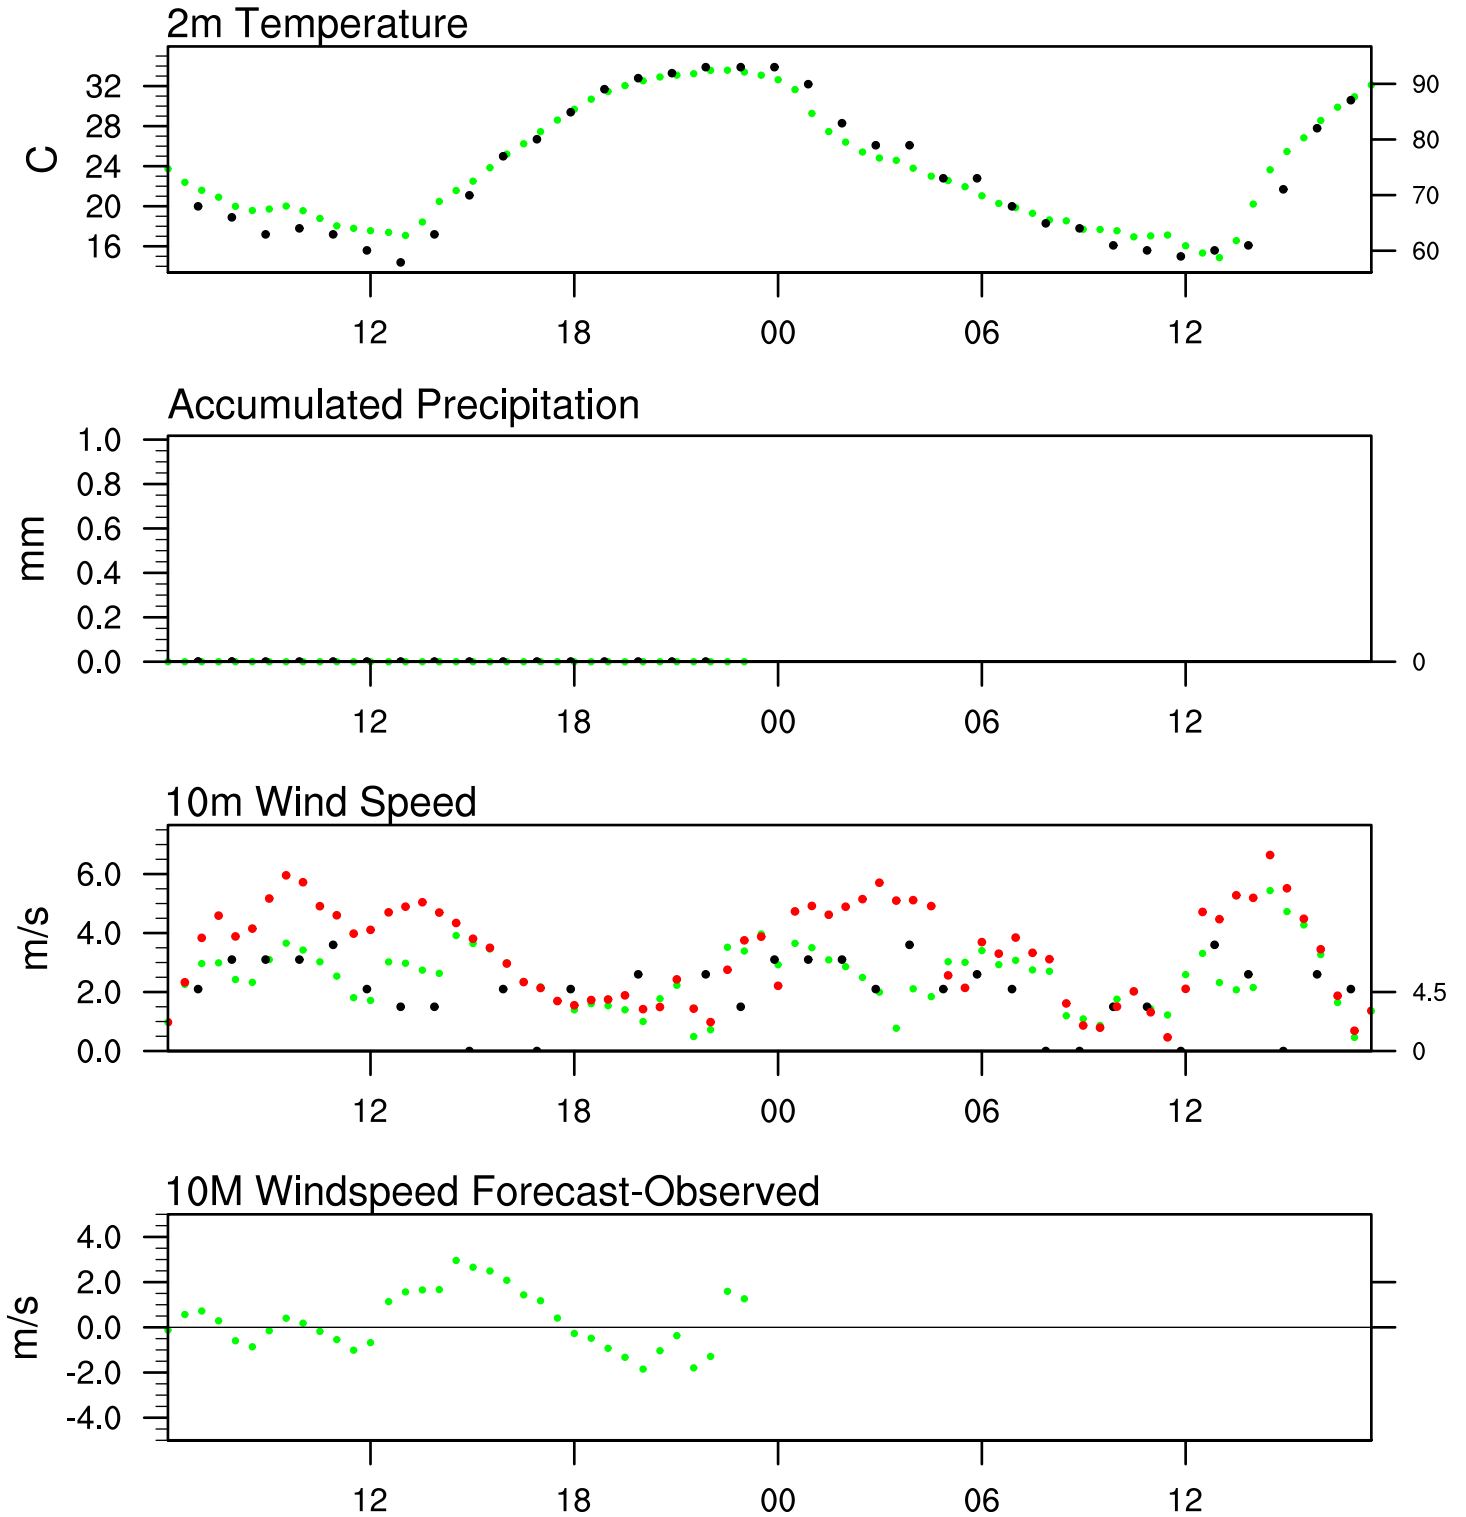 2m Temperature
32
28
24
20
16
C
90
80
70
60
12 18 00 06 12
Accumulated Precipitation
1.0
0.8
0.6
0.4
0.2
0.0
mm
0
12 18 00 06 12
10m Wind Speed
6.0
4.0
2.0
0.0
m/s
4.5
0
12 18 00 06 12
10M Windspeed Forecast-Observed
4.0
2.0
0.0
-2.0
-4.0
m/s
12 18 00 06 12